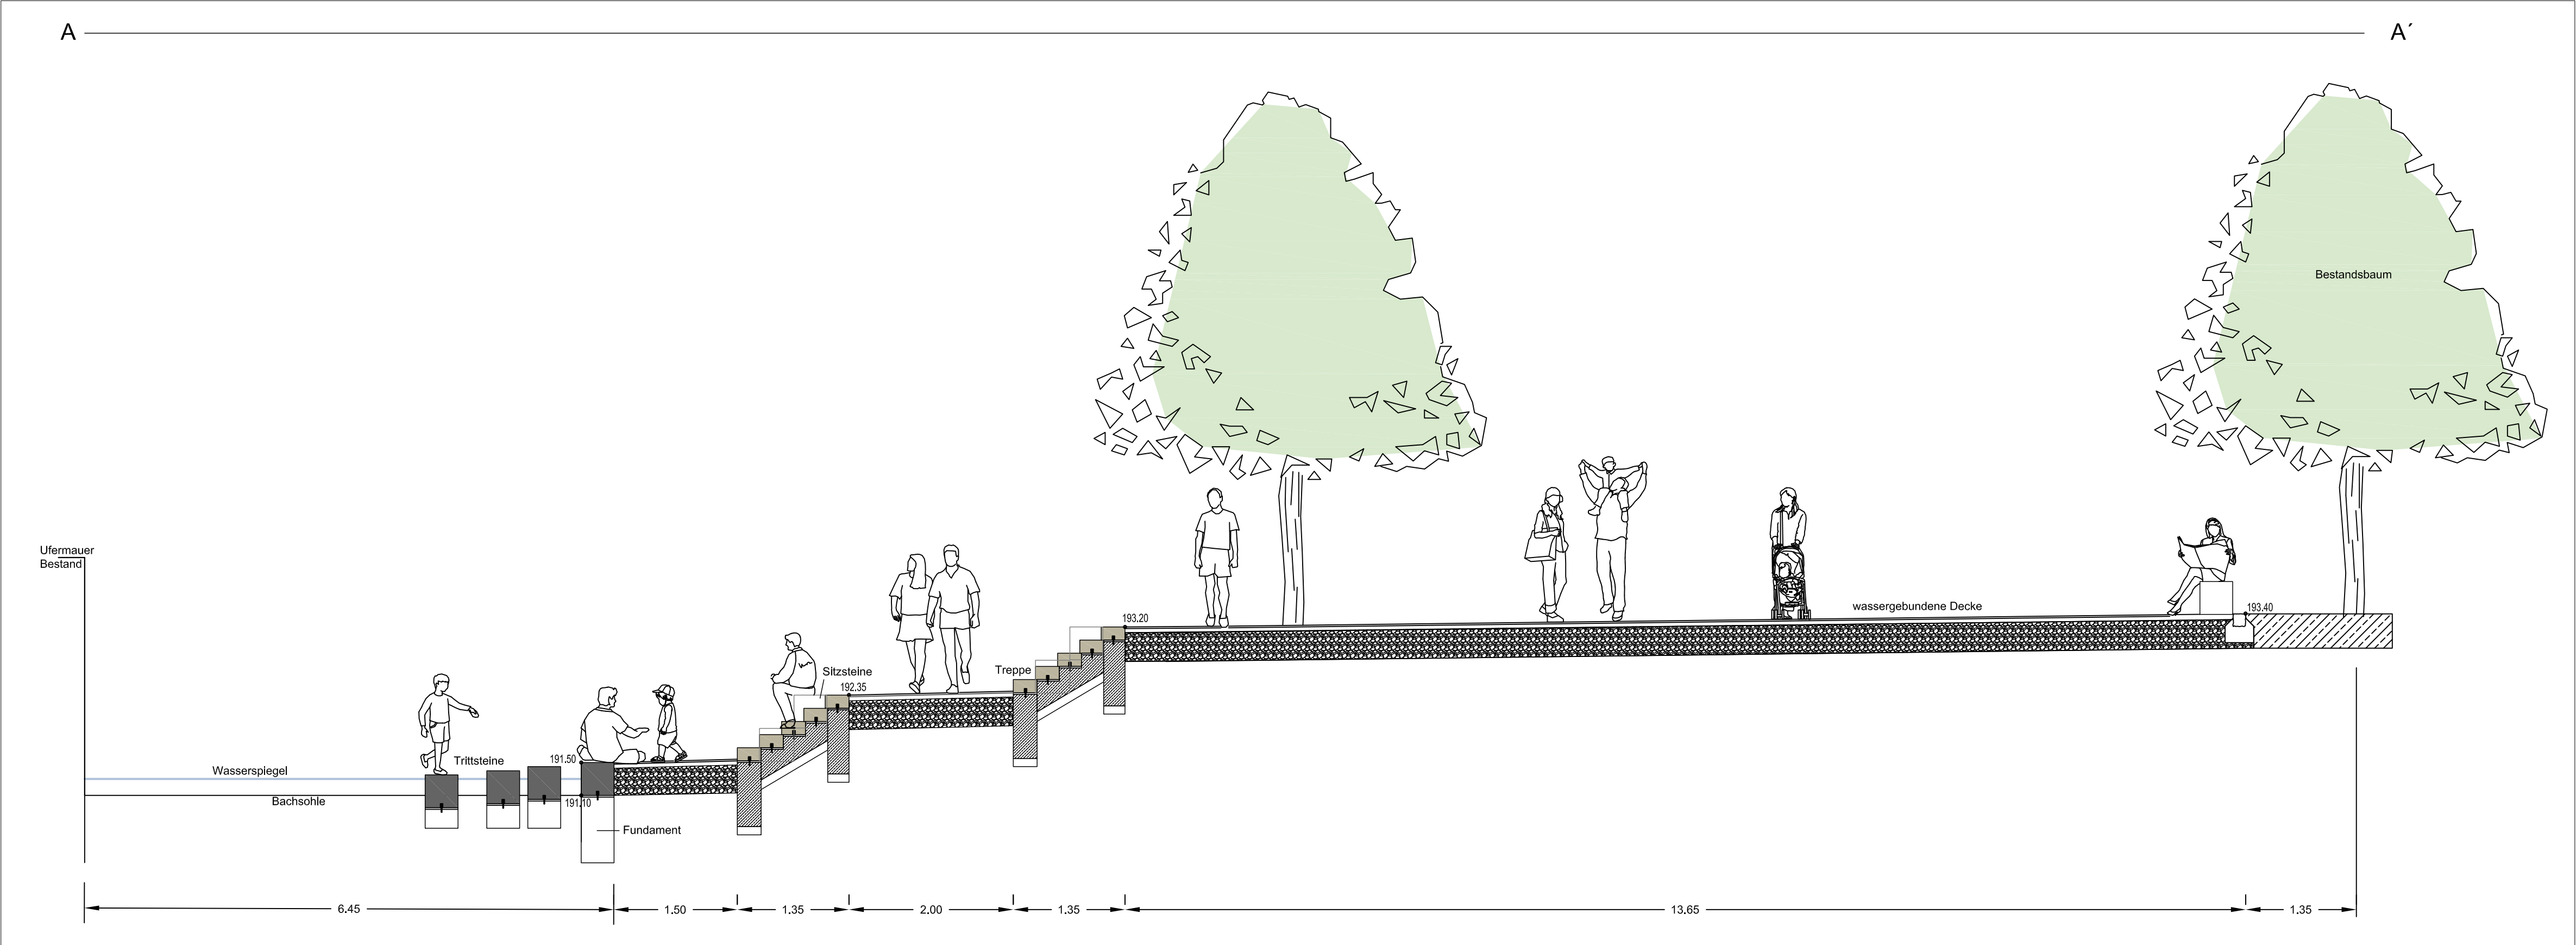 A
A´
Bestandsbaum
Ufermauer
Bestand
wassergebundene Decke
193.40
193.20
Treppe
Sitzsteine
192.35
191.50
Trittsteine
Wasserspiegel
Bachsohle
191.10
Fundament
6.45
1.50
1.35
2.00
1.35
13.65
1.35